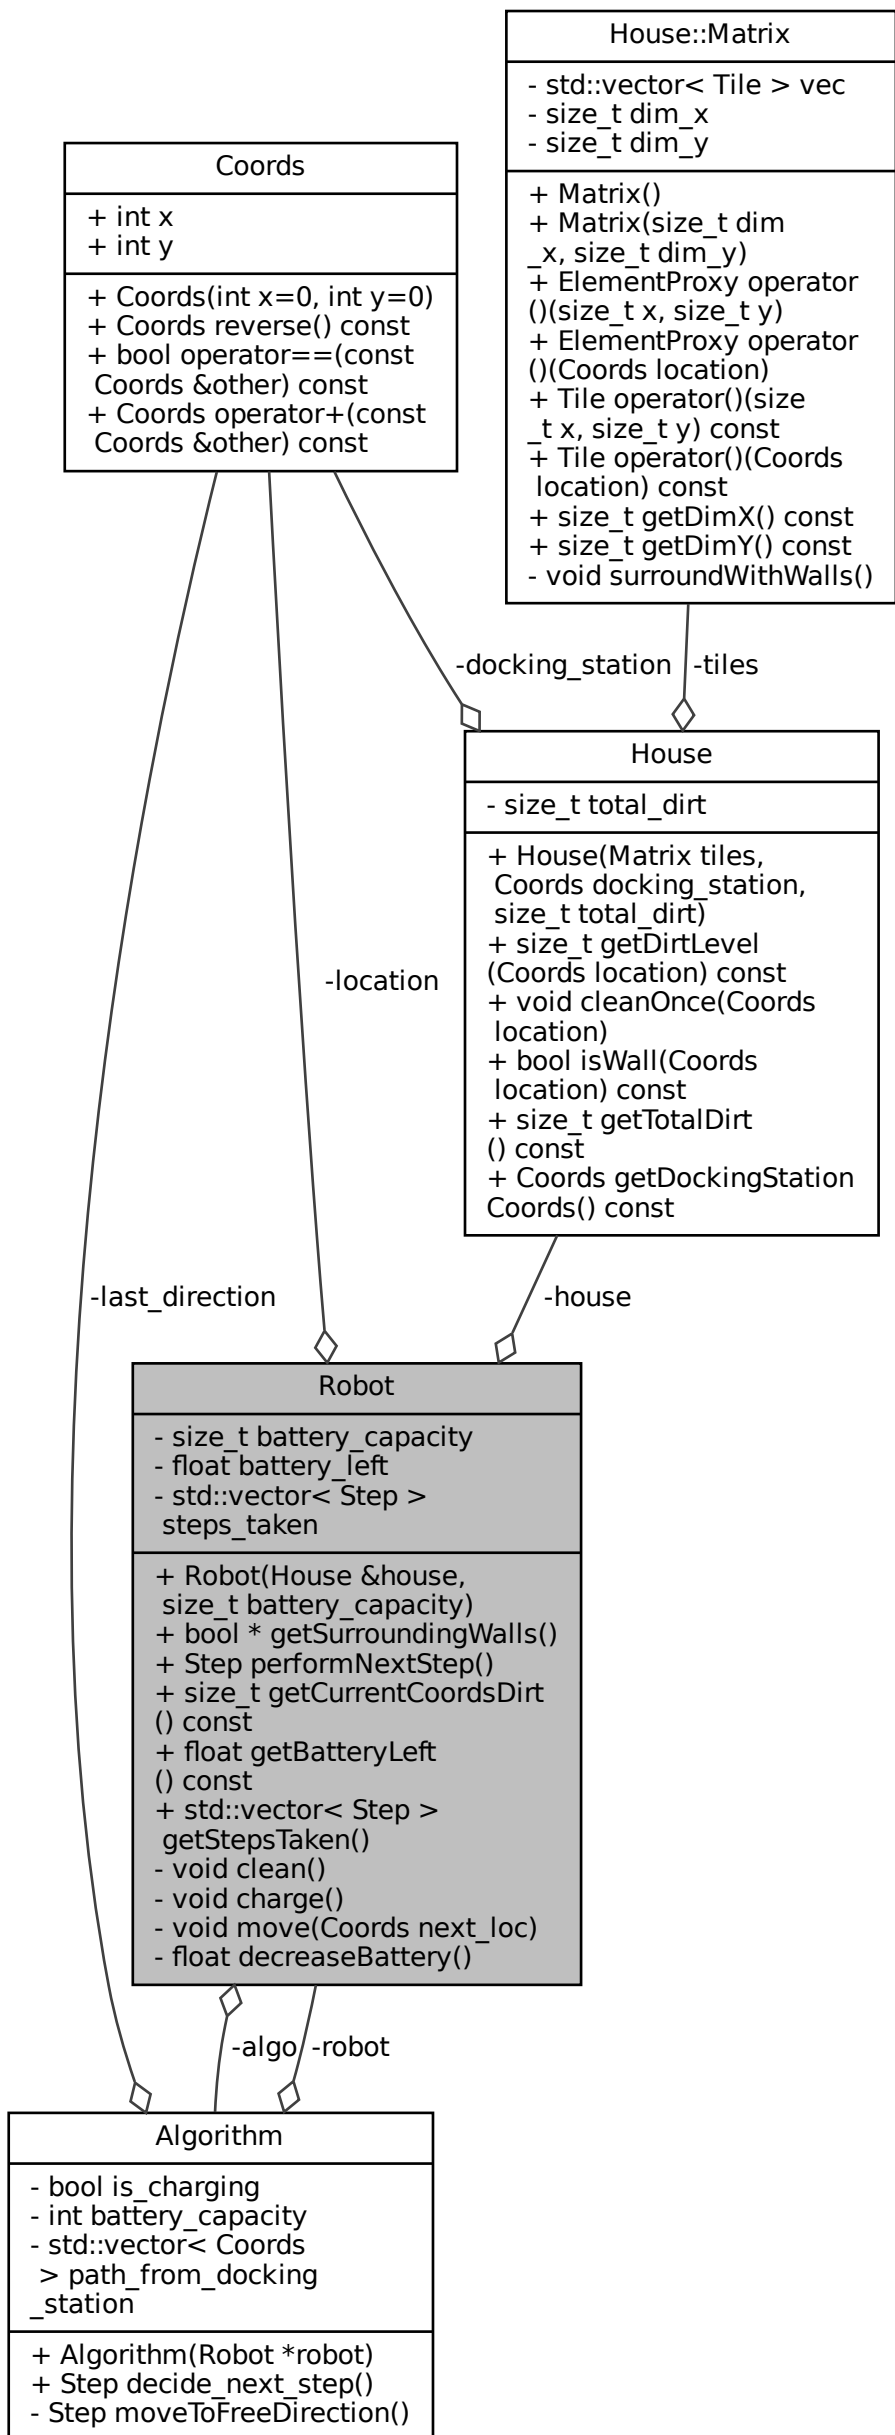 House::Matrix
- std::vector< Tile > vec
- size_t dim_x
- size_t dim_y
+ Matrix()
+ Matrix(size_t dim
_x, size_t dim_y)
+ ElementProxy operator
()(size_t x, size_t y)
+ ElementProxy operator
()(Coords location)
+ Tile operator()(size
_t x, size_t y) const
+ Tile operator()(Coords
location) const
+ size_t getDimX() const
+ size_t getDimY() const
- void surroundWithWalls()
Coords
+ int x
+ int y
+ Coords(int x=0, int y=0)
+ Coords reverse() const
+ bool operator==(const
Coords &other) const
+ Coords operator+(const
Coords &other) const
-docking_station
-tiles
House
- size_t total_dirt
+ House(Matrix tiles,
Coords docking_station,
size_t total_dirt)
+ size_t getDirtLevel
(Coords location) const
+ void cleanOnce(Coords
location)
+ bool isWall(Coords
location) const
+ size_t getTotalDirt
() const
+ Coords getDockingStation
Coords() const
-location
-last_direction
-house
Robot
- size_t battery_capacity
- float battery_left
- std::vector< Step >
steps_taken
+ Robot(House &house,
size_t battery_capacity)
+ bool * getSurroundingWalls()
+ Step performNextStep()
+ size_t getCurrentCoordsDirt
() const
+ float getBatteryLeft
() const
+ std::vector< Step >
getStepsTaken()
- void clean()
- void charge()
- void move(Coords next_loc)
- float decreaseBattery()
-algo
-robot
Algorithm
- bool is_charging
- int battery_capacity
- std::vector< Coords
> path_from_docking
_station
+ Algorithm(Robot *robot)
+ Step decide_next_step()
- Step moveToFreeDirection()